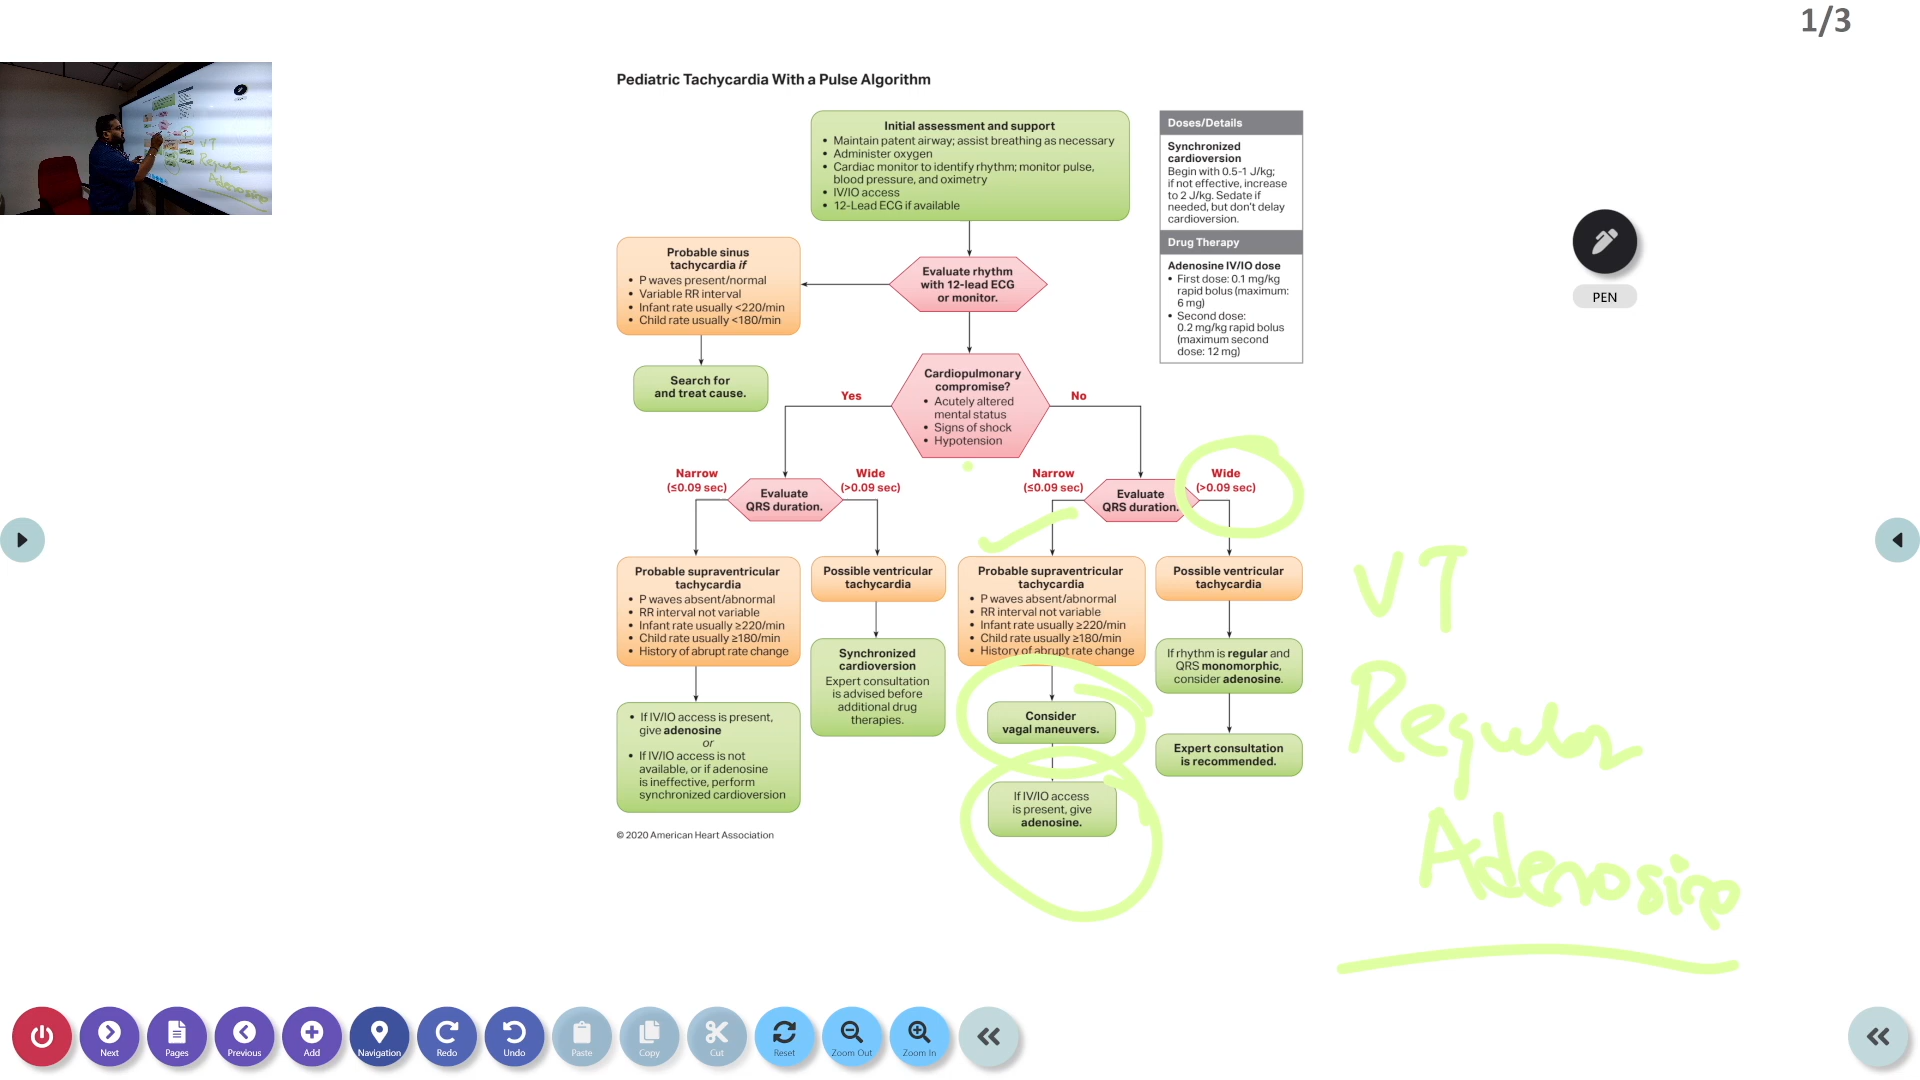 1/3
Pediatric Tachycardia With a Pulse Algorithm
Initial assessment and support
• Maintain patent airway; assist breathing as necessary
• Administer oxygen
• Cardiac monitor to identify rhythm; monitor pulse,
blood pressure, and oximetry
• IV/IO access
• 12-Lead ECG if available
Doses/Details
Synchronized
cardioversion
Begin with 0.5-1 J/kg;
if not effective, increase
to 2 J/kg. Sedate if
needed, but don't delay
cardioversion.
Drug Therapy
Adenosine IV/IO dose
• First dose: 0.1 mg/kg
rapid bolus (maximum:
6 mg)
• Second dose:
0.2 mg/kg rapid bolus
(maximum second
dose: 12 mg)
PEN
Probable sinus
tachycardia if
• P waves present/normal
• Variable RR interval
• Infant rate usually <220/min
• Child rate usually <180/min
Evaluate rhythm
with 12-lead ECG
or monitor.
Search for
and treat cause.
Cardiopulmonary
compromise?
• Acutely altered
mental status
• Signs of shock
• Hypotension
Yes
No
Narrow
(≤0.09 sec)
Evaluate
QRS duration.
Wide
(>0.09 sec)
Narrow
(≤0.09 sec)
Evaluate
QRS duration.
Wide
(>0.09 sec)
Probable supraventricular
tachycardia
• P waves absent/abnormal
• RR interval not variable
• Infant rate usually ≥220/min
• Child rate usually ≥180/min
• History of abrupt rate change
Possible ventricular
tachycardia
Probable supraventricular
tachycardia
• P waves absent/abnormal
• RR interval not variable
• Infant rate usually ≥220/min
• Child rate usually ≥180/min
• History of abrupt rate change
Possible ventricular
tachycardia
• If IV/IO access is present,
give adenosine
or
• If IV/IO access is not
available, or if adenosine
is ineffective, perform
synchronized cardioversion
Synchronized
cardioversion
Expert consultation
is advised before
additional drug
therapies.
Consider
vagal maneuvers.
If IV/IO access
is present, give
adenosine.
If rhythm is regular and
QRS monomorphic,
consider adenosine.
Expert consultation
is recommended.
© 2020 American Heart Association
VT
Regular
Adenosine
Next
Pages
Previous
Add
Navigation
Redo
Undo
Paste
Copy
Cut
Reset
Zoom Out
Zoom In